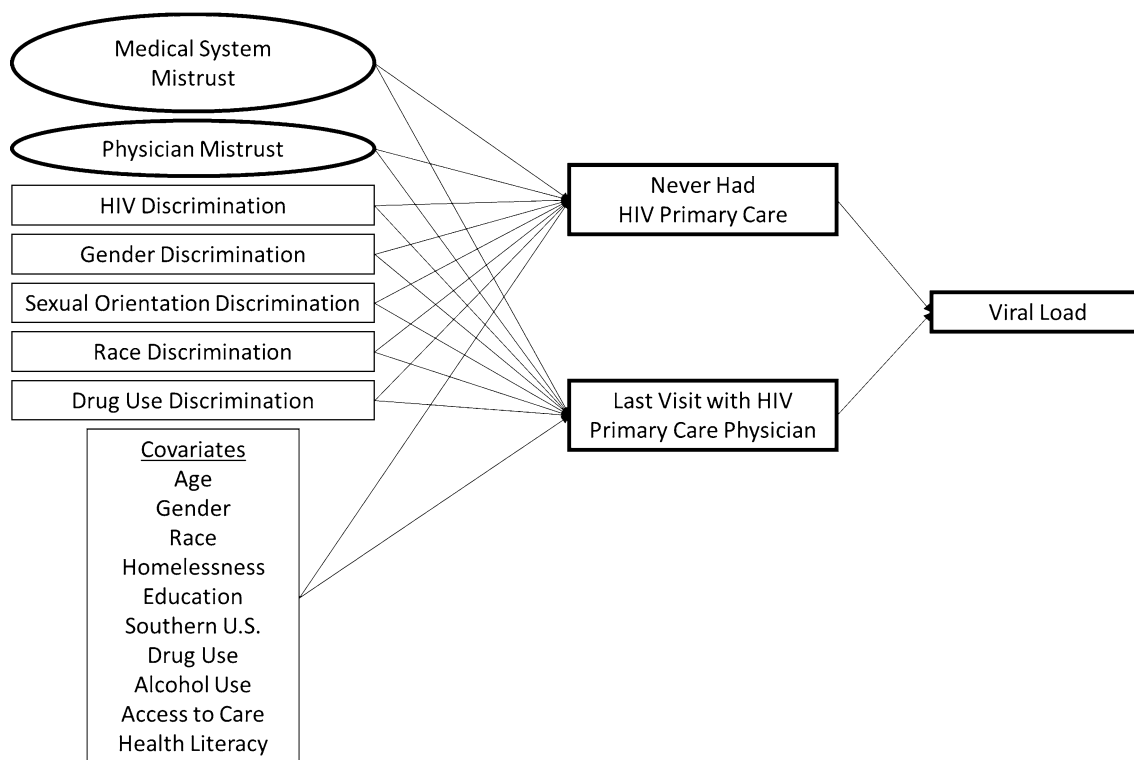 Medical System
Mistrust
Physician Mistrust
HIV Discrimination
Gender Discrimination
Sexual Orientation Discrimination
Race Discrimination
Drug Use Discrimination
Covariates
Age
Gender
Race
Homelessness
Education
Southern U.S.
Drug Use
Alcohol Use
Access to Care
Health Literacy
Never Had
HIV Primary Care
Last Visit with HIV
Primary Care Physician
Viral Load